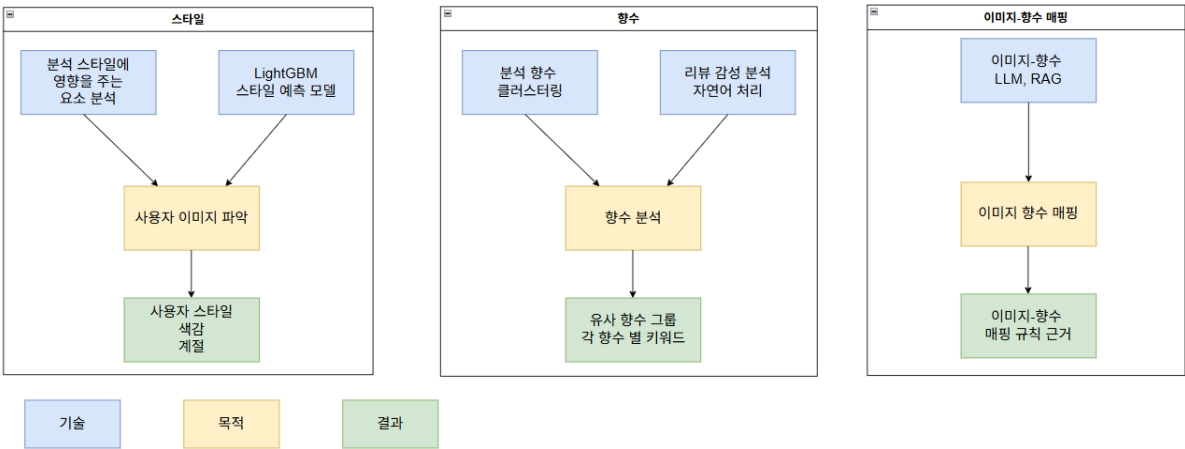 스타일
분석 스타일에
영향을 주는
요소 분석
LightGBM
스타일 예측 모델
사용자 이미지 파악
사용자 스타일
색감
계절
향수
분석 향수
클러스터링
리뷰 감성 분석
자연어 처리
향수 분석
유사 향수 그룹
각 향수 별 키워드
이미지-향수 매핑
이미지-향수
LLM, RAG
이미지 향수 매핑
이미지-향수
매핑 규칙 근거
기술
목적
결과